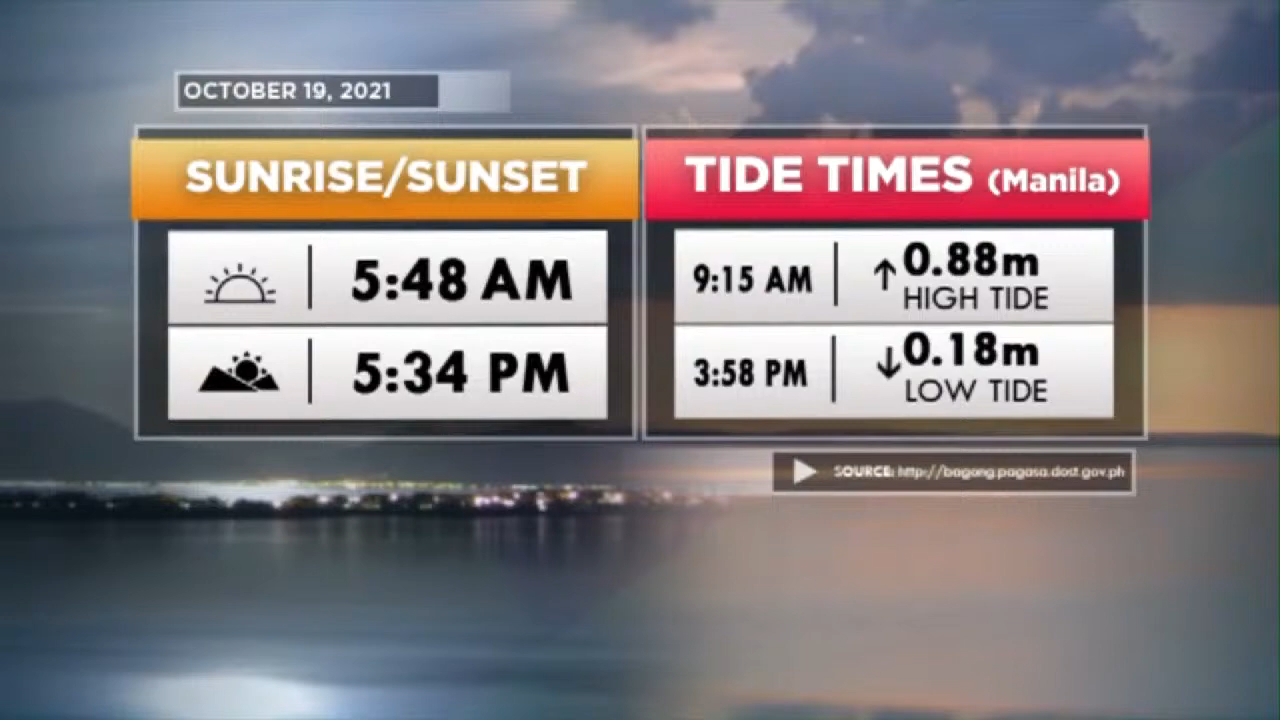 OCTOBER 19, 2021
SUNRISE/SUNSET
5:48 AM
5:34 PM
TIDE TIMES (Manila)
9:15 AM
↑0.88m
HIGH TIDE
3:58 PM
↓0.18m
LOW TIDE
SOURCE: http://bagong.pagasa.dost.gov.ph